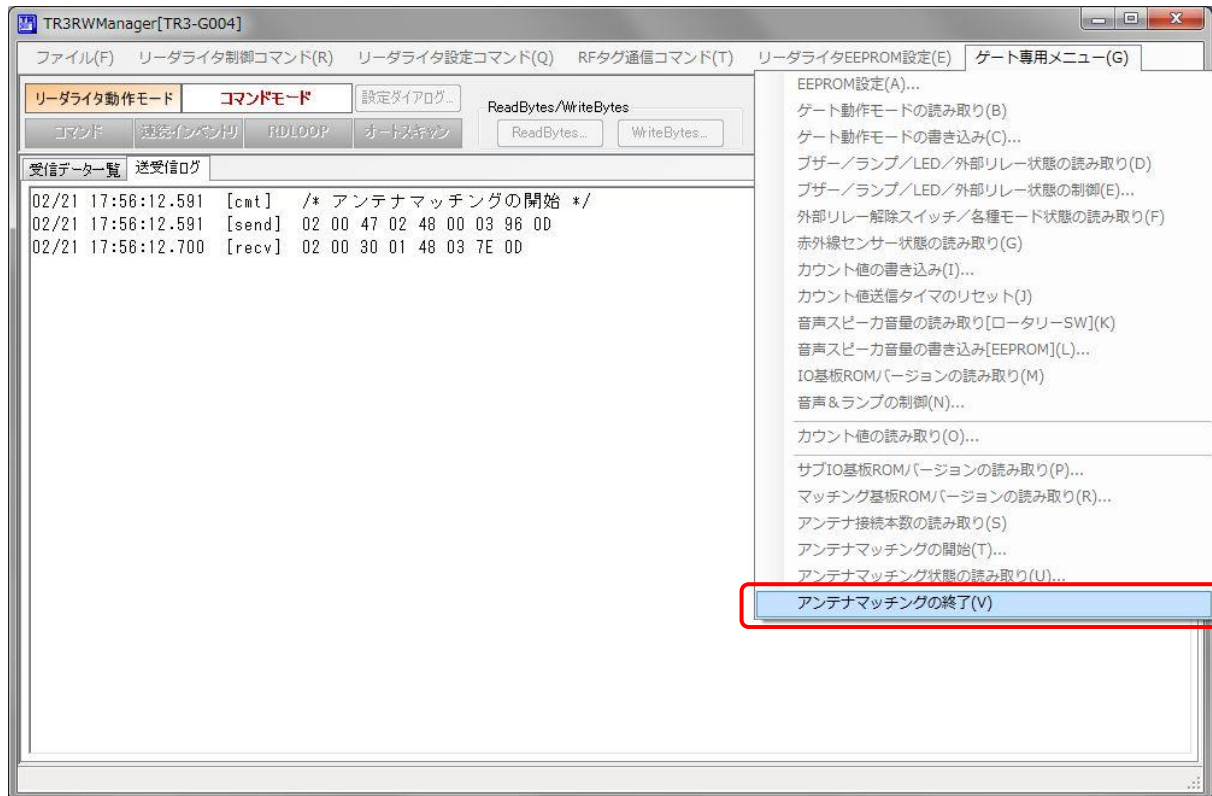 TR3RWManager[TR3-G004]
ファイル(F) リーダライタ制御コマンド(R) リーダライタ設定コマンド(Q) RFタグ通信コマンド(T) リーダライタEEPROM設定(E) ゲート専用メニュー(G)
リーダライタ動作モード コマンドモード 設定ダイアログ...
コマンド 連続インベントリ RDLOOP オートスキャン
ReadBytes/WriteBytes
ReadBytes... WriteBytes...
受信データ一覧 送受信ログ
02/21 17:56:12.591 [cmt] /* アンテナマッチングの開始 */
02/21 17:56:12.591 [send] 02 00 47 02 48 00 03 96 0D
02/21 17:56:12.700 [recv] 02 00 30 01 48 03 7E 0D
EEPROM設定(A)...
ゲート動作モードの読み取り(B)
ゲート動作モードの書き込み(C)...
ブザー／ランプ／LED／外部リレー状態の読み取り(D)
ブザー／ランプ／LED／外部リレー状態の制御(E)...
外部リレー解除スイッチ／各種モード状態の読み取り(F)
赤外線センサー状態の読み取り(G)
カウント値の書き込み(I)...
カウント値送信タイマのリセット(J)
音声スピーカ音量の読み取り[ロータリーSW](K)
音声スピーカ音量の書き込み[EEPROM](L)...
IO基板ROMバージョンの読み取り(M)
音声＆ランプの制御(N)...
カウント値の読み取り(O)...
サブIO基板ROMバージョンの読み取り(P)...
マッチング基板ROMバージョンの読み取り(R)...
アンテナ接続本数の読み取り(S)
アンテナマッチングの開始(T)...
アンテナマッチング状態の読み取り(U)...
アンテナマッチングの終了(V)